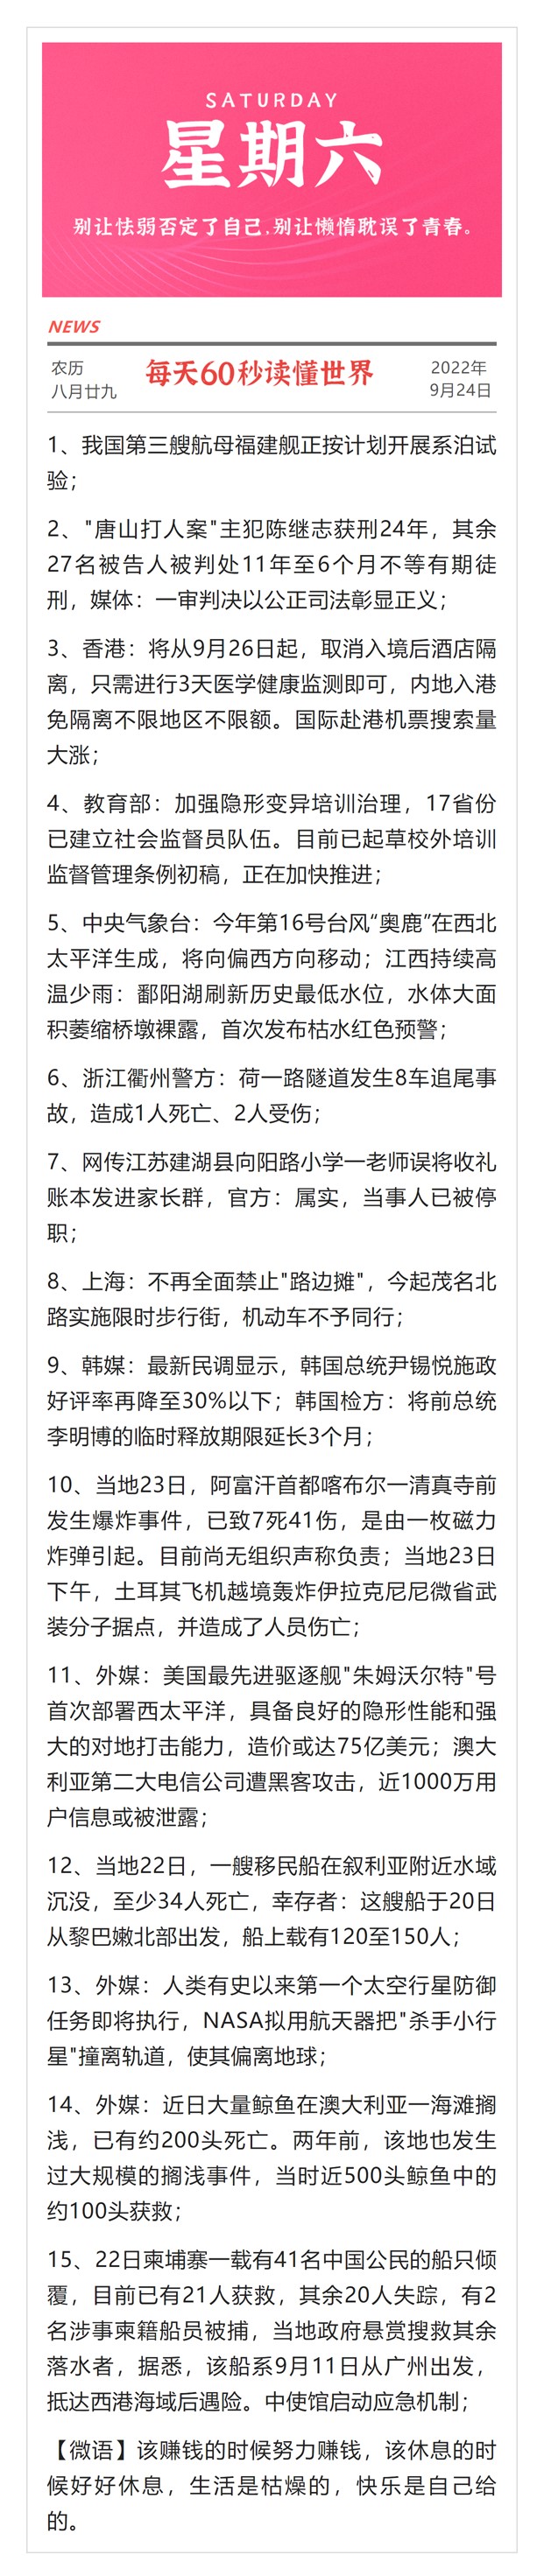 SATURDAY
星期六
别让怯弱否定了自己,别让懒惰耽误了青春。
NEWS
农历
八月廿九
每天60秒读懂世界
2022年
9月24日
1、我国第三艘航母福建舰正按计划开展系泊试
验；
2、"唐山打人案"主犯陈继志获刑24年，其余
27名被告人被判处11年至6个月不等有期徒
刑，媒体：一审判决以公正司法彰显正义；
3、香港：将从9月26日起，取消入境后酒店隔
离，只需进行3天医学健康监测即可，内地入港
免隔离不限地区不限额。国际赴港机票搜索量
大涨；
4、教育部：加强隐形变异培训治理，17省份
已建立社会监督员队伍。目前已起草校外培训
监督管理条例初稿，正在加快推进；
5、中央气象台：今年第16号台风“奥鹿”在西北
太平洋生成，将向偏西方向移动；江西持续高
温少雨：鄱阳湖刷新历史最低水位，水体大面
积萎缩桥墩裸露，首次发布枯水红色预警；
6、浙江衢州警方：荷一路隧道发生8车追尾事
故，造成1人死亡、2人受伤；
7、网传江苏建湖县向阳路小学一老师误将收礼
账本发进家长群，官方：属实，当事人已被停
职；
8、上海：不再全面禁止"路边摊"，今起茂名北
路实施限时步行街，机动车不予同行；
9、韩媒：最新民调显示，韩国总统尹锡悦施政
好评率再降至30%以下；韩国检方：将前总统
李明博的临时释放期限延长3个月；
10、当地23日，阿富汗首都喀布尔一清真寺前
发生爆炸事件，已致7死41伤，是由一枚磁力
炸弹引起。目前尚无组织声称负责；当地23日
下午，土耳其飞机越境轰炸伊拉克尼尼微省武
装分子据点，并造成了人员伤亡；
11、外媒：美国最先进驱逐舰"朱姆沃尔特"号
首次部署西太平洋，具备良好的隐形性能和强
大的对地打击能力，造价或达75亿美元；澳大
利亚第二大电信公司遭黑客攻击，近1000万用
户信息或被泄露；
12、当地22日，一艘移民船在叙利亚附近水域
沉没，至少34人死亡，幸存者：这艘船于20日
从黎巴嫩北部出发，船上载有120至150人；
13、外媒：人类有史以来第一个太空行星防御
任务即将执行，NASA拟用航天器把"杀手小行
星"撞离轨道，使其偏离地球；
14、外媒：近日大量鲸鱼在澳大利亚一海滩搁
浅，已有约200头死亡。两年前，该地也发生
过大规模的搁浅事件，当时近500头鲸鱼中的
约100头获救；
15、22日柬埔寨一载有41名中国公民的船只倾
覆，目前已有21人获救，其余20人失踪，有2
名涉事柬籍船员被捕，当地政府悬赏搜救其余
落水者，据悉，该船系9月11日从广州出发，
抵达西港海域后遇险。中使馆启动应急机制；
【微语】该赚钱的时候努力赚钱，该休息的时
候好好休息，生活是枯燥的，快乐是自己给
的。